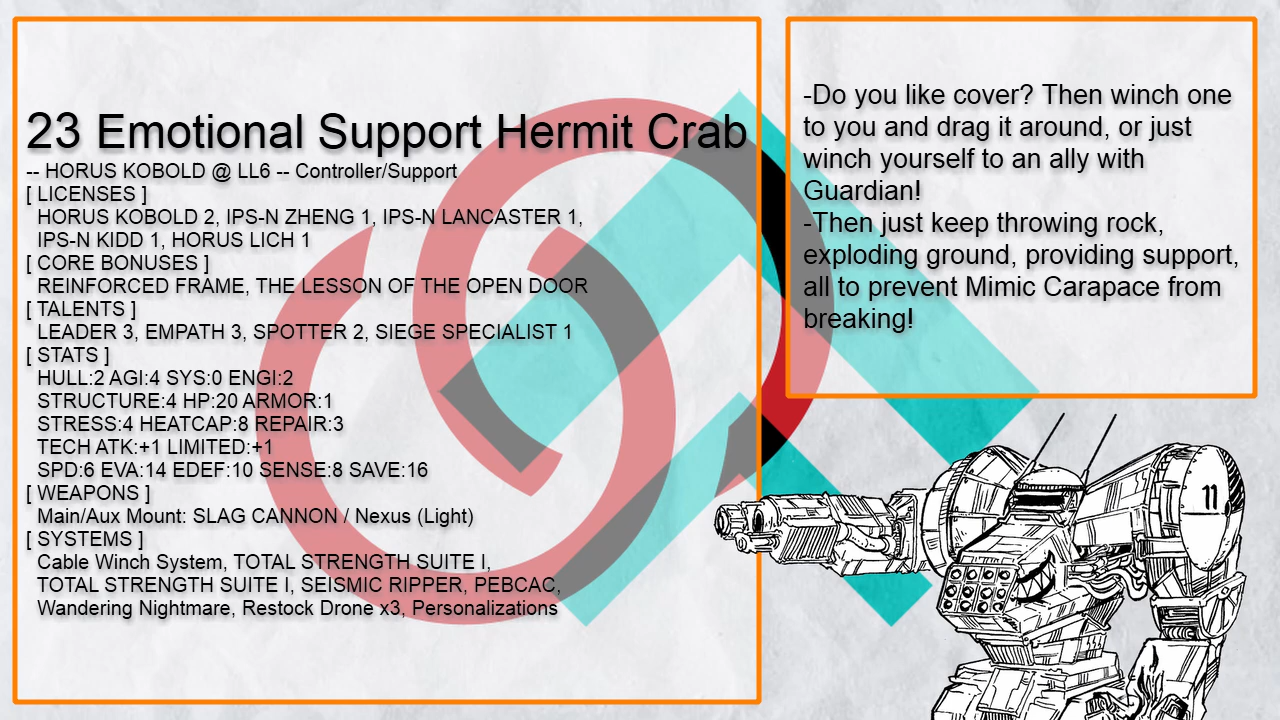 23 Emotional Support Hermit Crab
-- HORUS KOBOLD @ LL6 -- Controller/Support
[ LICENSES ]
HORUS KOBOLD 2, IPS-N ZHENG 1, IPS-N LANCASTER 1,
IPS-N KIDD 1, HORUS LICH 1
[ CORE BONUSES ]
REINFORCED FRAME, THE LESSON OF THE OPEN DOOR
[ TALENTS ]
LEADER 3, EMPATH 3, SPOTTER 2, SIEGE SPECIALIST 1
[ STATS ]
HULL:2 AGI:4 SYS:0 ENGI:2
STRUCTURE:4 HP:20 ARMOR:1
STRESS:4 HEATCAP:8 REPAIR:3
TECH ATK:+1 LIMITED:+1
SPD:6 EVA:14 EDEF:10 SENSE:8 SAVE:16
[ WEAPONS ]
Main/Aux Mount: SLAG CANNON / Nexus (Light)
[ SYSTEMS ]
Cable Winch System, TOTAL STRENGTH SUITE I,
TOTAL STRENGTH SUITE I, SEISMIC RIPPER, PEBCAC,
Wandering Nightmare, Restock Drone x3, Personalizations
-Do you like cover? Then winch one
to you and drag it around, or just
winch yourself to an ally with
Guardian!
-Then just keep throwing rock,
exploding ground, providing support,
all to prevent Mimic Carapace from
breaking!
11